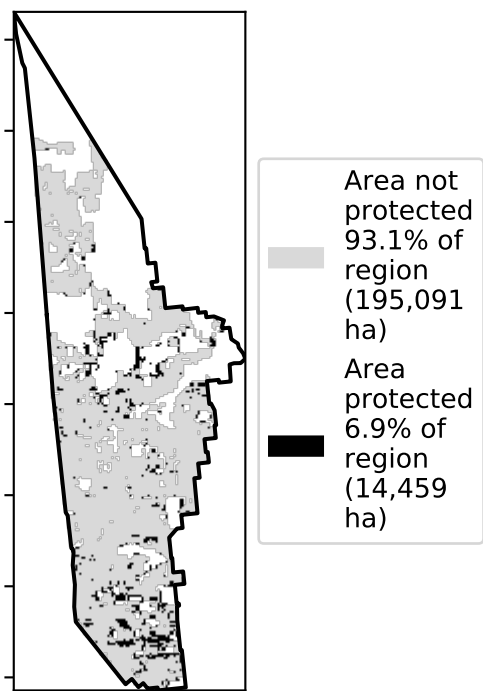 Area not
protected
93.1% of
region
(195,091
ha)
Area
protected
6.9% of
region
(14,459
ha)